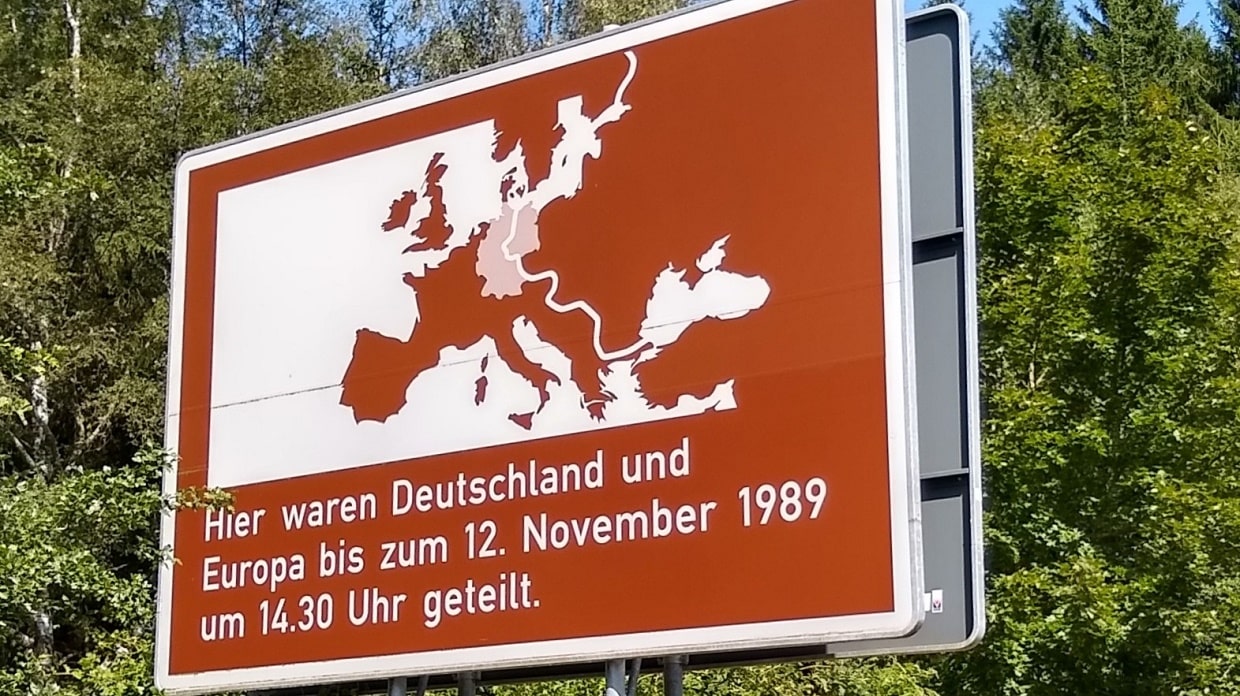 Hier waren Deutschland und
Europa bis zum 12. November 1989
um 14.30 Uhr geteilt.